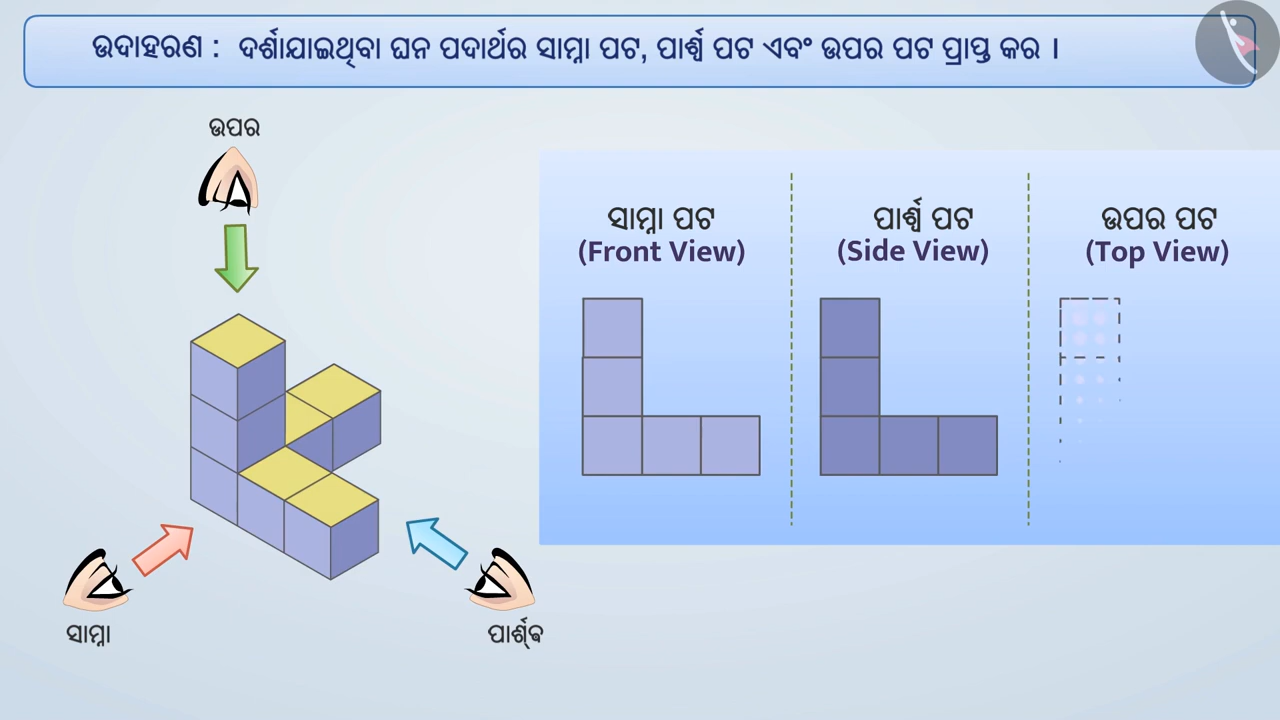 ଉଦାହରଣ : ଦର୍ଶାଯାଇଥିବା ଘନ ପଦାର୍ଥର ସାମ୍ନା ପଟ, ପାର୍ଶ୍ୱ ପଟ ଏବଂ ଉପର ପଟ ପ୍ରାପ୍ତ କର ।
ଉପର
ସାମ୍ନା ପଟ
(Front View)
ପାର୍ଶ୍ୱ ପଟ
(Side View)
ଉପର ପଟ
(Top View)
ସାମ୍ନା
ପାର୍ଶ୍ଵ